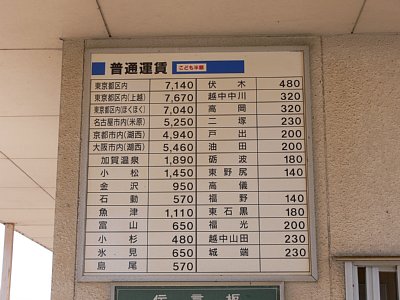 普通運賃 こども半額
東京都区内 7,140 伏木 480
東京都区内(上越) 7,670 越中中川 320
東京都区内(ほくほく) 7,040 高岡 320
名古屋市内(米原) 5,250 二塚 230
京都市内(湖西) 4,940 戸出 200
大阪市内(湖西) 5,460 油田 200
加賀温泉 1,890 砺波 180
小松 1,450 東野尻 140
金沢 950 高儀
石動 570 福野 140
魚津 1,110 東石黒 180
富山 650 福光 200
小杉 480 越中山田 230
氷見 650 城端 230
島尾 570
伝言板